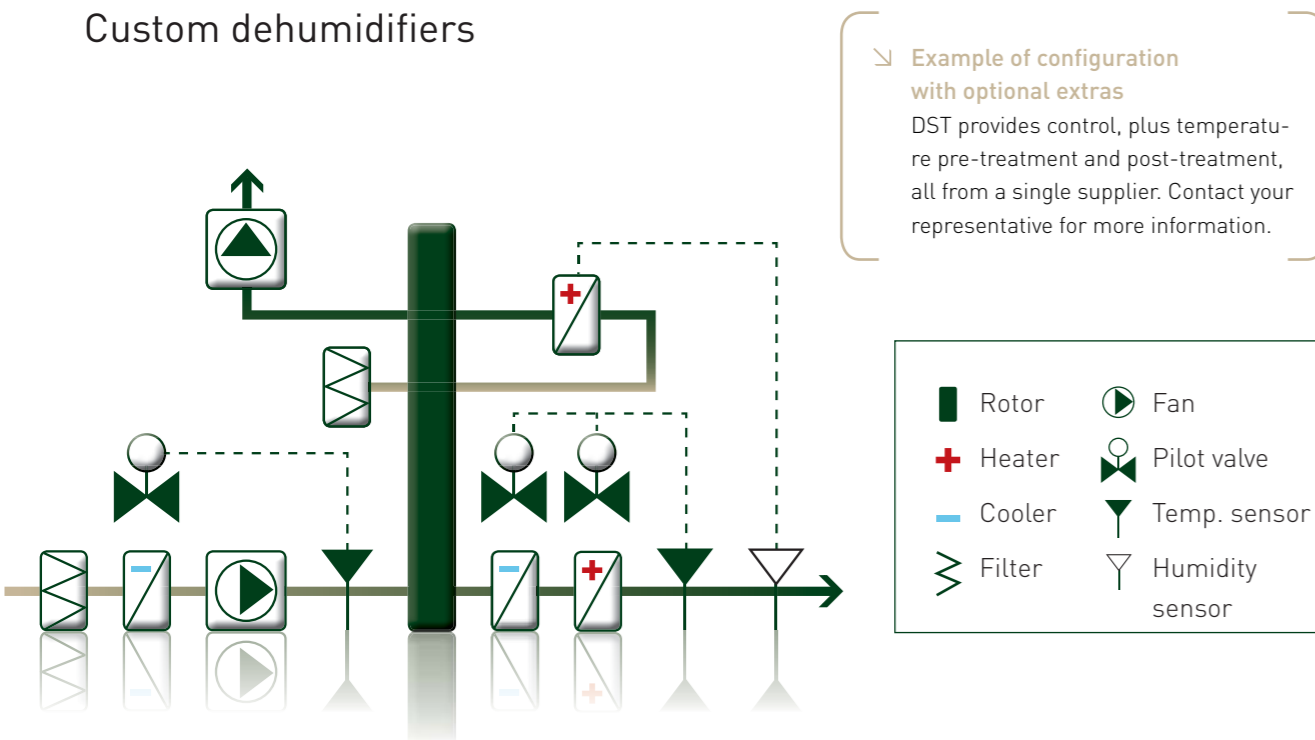 Custom dehumidifiers
Example of configuration
with optional extras
DST provides control, plus temperatu-
re pre-treatment and post-treatment,
all from a single supplier. Contact your
representative for more information.
Rotor
Fan
Heater
Pilot valve
Cooler
Temp. sensor
Filter
Humidity
sensor